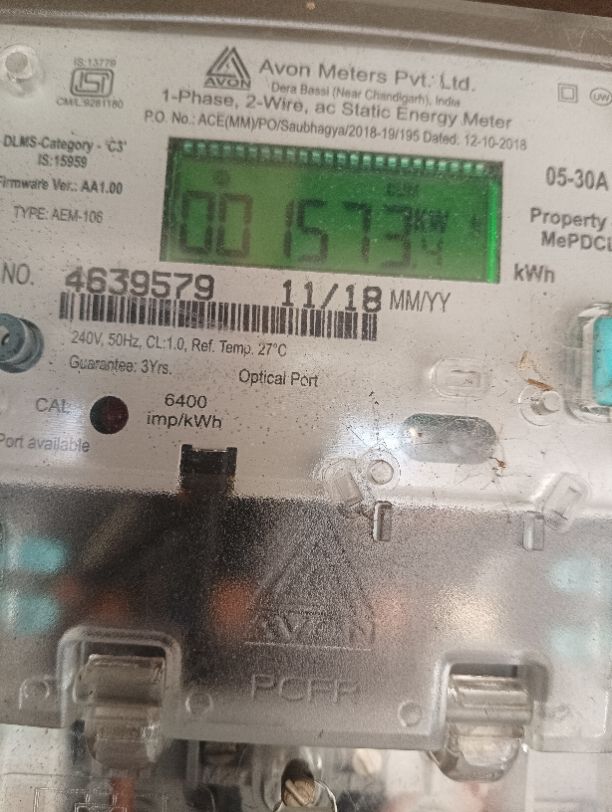 IS:13779
ISI
CM/L:9281180
AVON
Avon Meters Pvt. Ltd.
Dera Bassi (Near Chandigarh), India
1-Phase, 2-Wire, ac Static Energy Meter
P.O. No.: ACE(MM)/PO/Saubhagya/2018-19/195 Dated: 12-10-2018
DLMS-Category - 'C3'
IS:15959
Firmware Ver.: AA1.00
TYPE: AEM-106
001573.4
05-30A
Property
MePDCL
kWh
NO. 4639579 11/18 MM/YY
240V, 50Hz, CL:1.0, Ref. Temp. 27°C
Guarantee: 3Yrs.
Optical Port
CAL
6400
imp/kWh
Port available
AVON